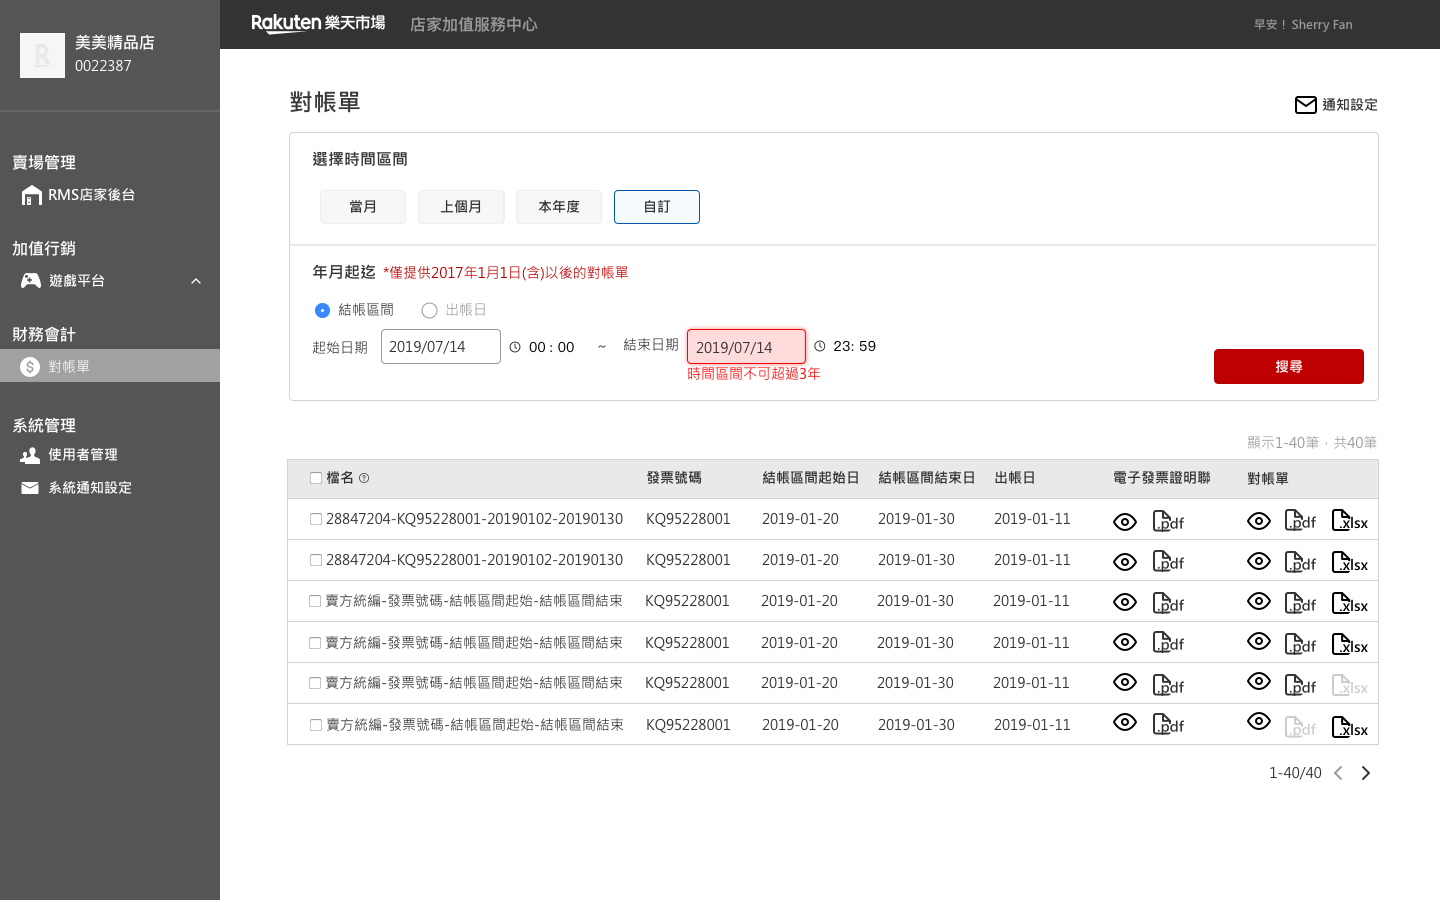 美美精品店
0022387
Rakuten 樂天市場 店家加值服務中心
早安！ Sherry Fan
賣場管理
RMS店家後台
加值行銷
遊戲平台
財務會計
對帳單
系統管理
使用者管理
系統通知設定
對帳單
通知設定
選擇時間區間
當月 上個月 本年度 自訂
年月起迄 *僅提供2017年1月1日(含)以後的對帳單
結帳區間 出帳日
起始日期 2019/07/14 00 : 00 ~ 結束日期 2019/07/14 23: 59
時間區間不可超過3年
搜尋
顯示1-40筆 · 共40筆
檔名 發票號碼 結帳區間起始日 結帳區間結束日 出帳日 電子發票證明聯 對帳單
28847204-KQ95228001-20190102-20190130 KQ95228001 2019-01-20 2019-01-30 2019-01-11 .pdf .pdf .xlsx
28847204-KQ95228001-20190102-20190130 KQ95228001 2019-01-20 2019-01-30 2019-01-11 .pdf .pdf .xlsx
賣方統編-發票號碼-結帳區間起始-結帳區間結束 KQ95228001 2019-01-20 2019-01-30 2019-01-11 .pdf .pdf .xlsx
賣方統編-發票號碼-結帳區間起始-結帳區間結束 KQ95228001 2019-01-20 2019-01-30 2019-01-11 .pdf .pdf .xlsx
賣方統編-發票號碼-結帳區間起始-結帳區間結束 KQ95228001 2019-01-20 2019-01-30 2019-01-11 .pdf .pdf .xlsx
賣方統編-發票號碼-結帳區間起始-結帳區間結束 KQ95228001 2019-01-20 2019-01-30 2019-01-11 .pdf .pdf .xlsx
1-40/40